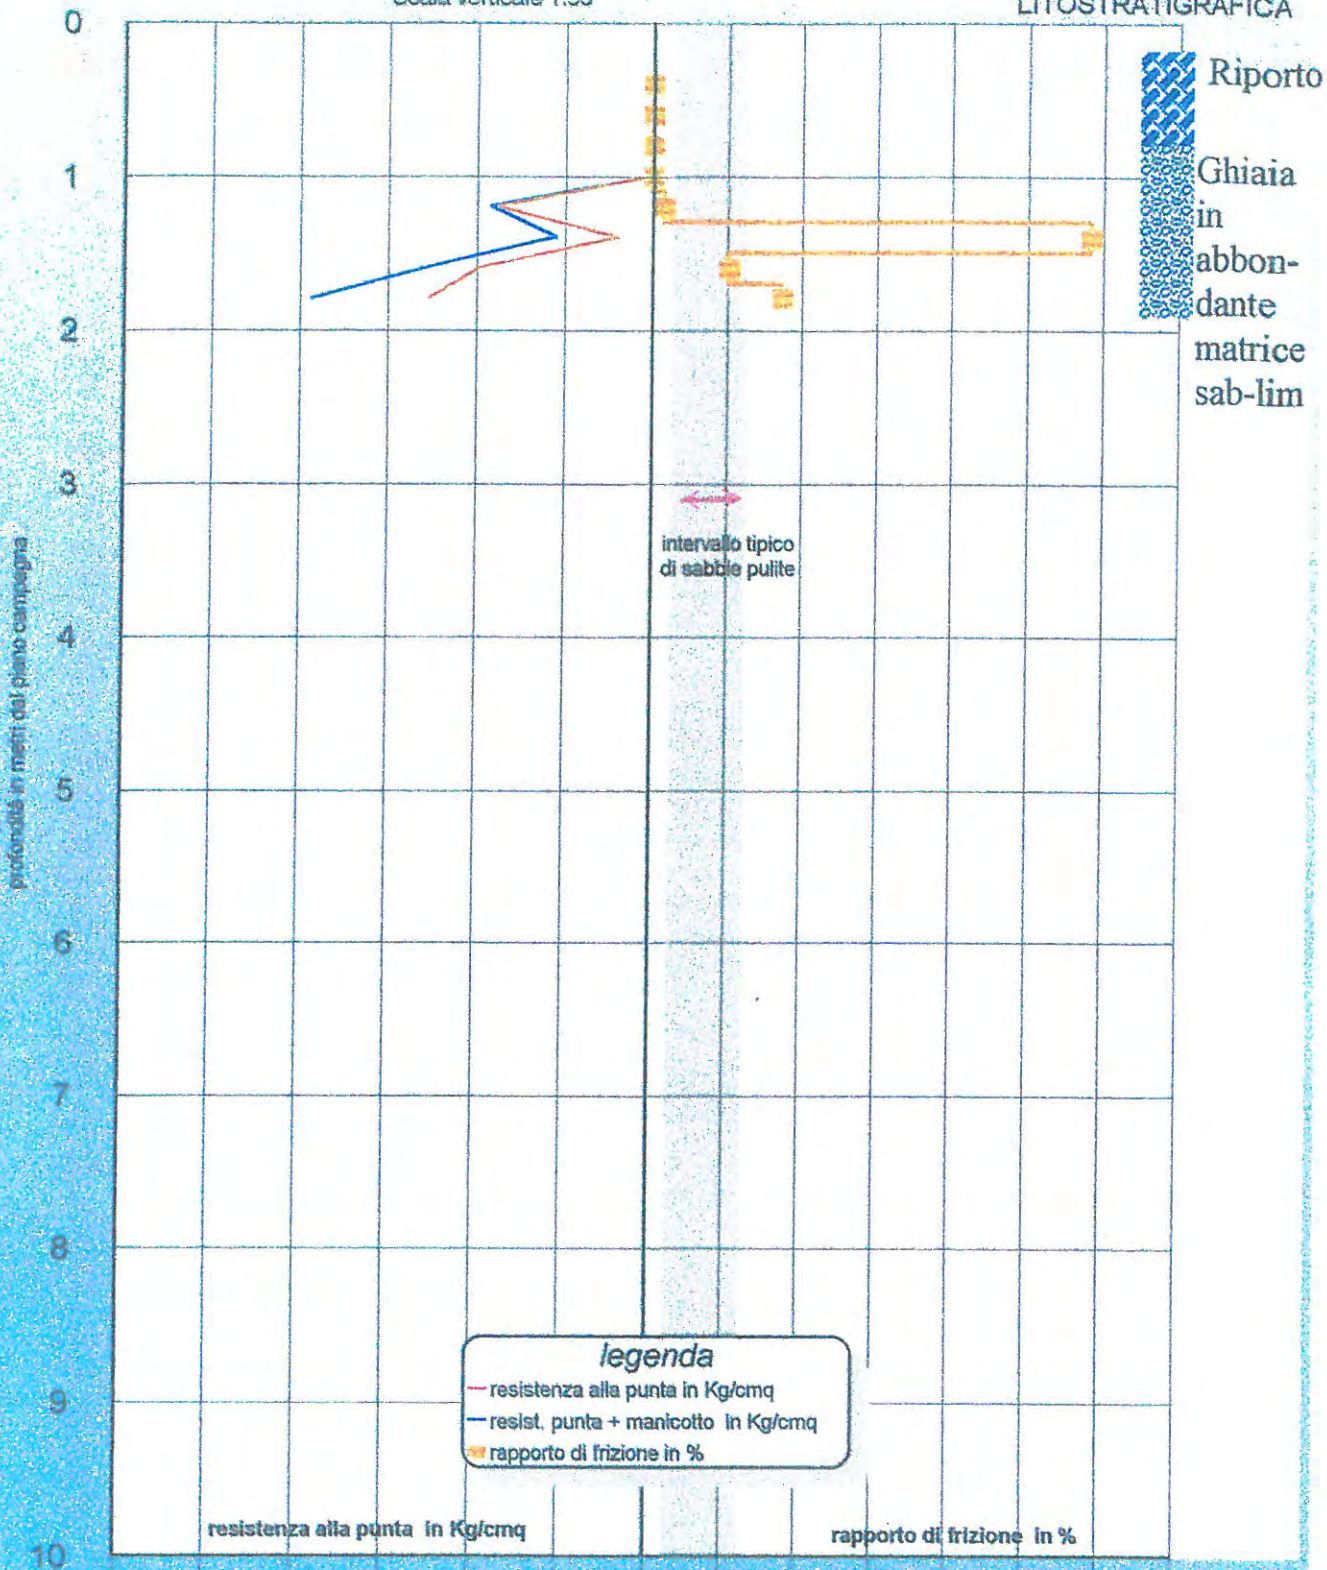 LITOSTRATIGRAFICA
0
Riporto
1
Ghiaia
in
abbon-
dante
matrice
sab-lim
2
3
intervallo tipico
di sabbie pulite
profondità in metri dal piano campagna
4
5
6
7
8
legenda
resistenza alla punta in Kg/cmq
resist. punta + manicotto in Kg/cmq
rapporto di frizione in %
9
resistenza alla punta in Kg/cmq
rapporto di frizione in %
10